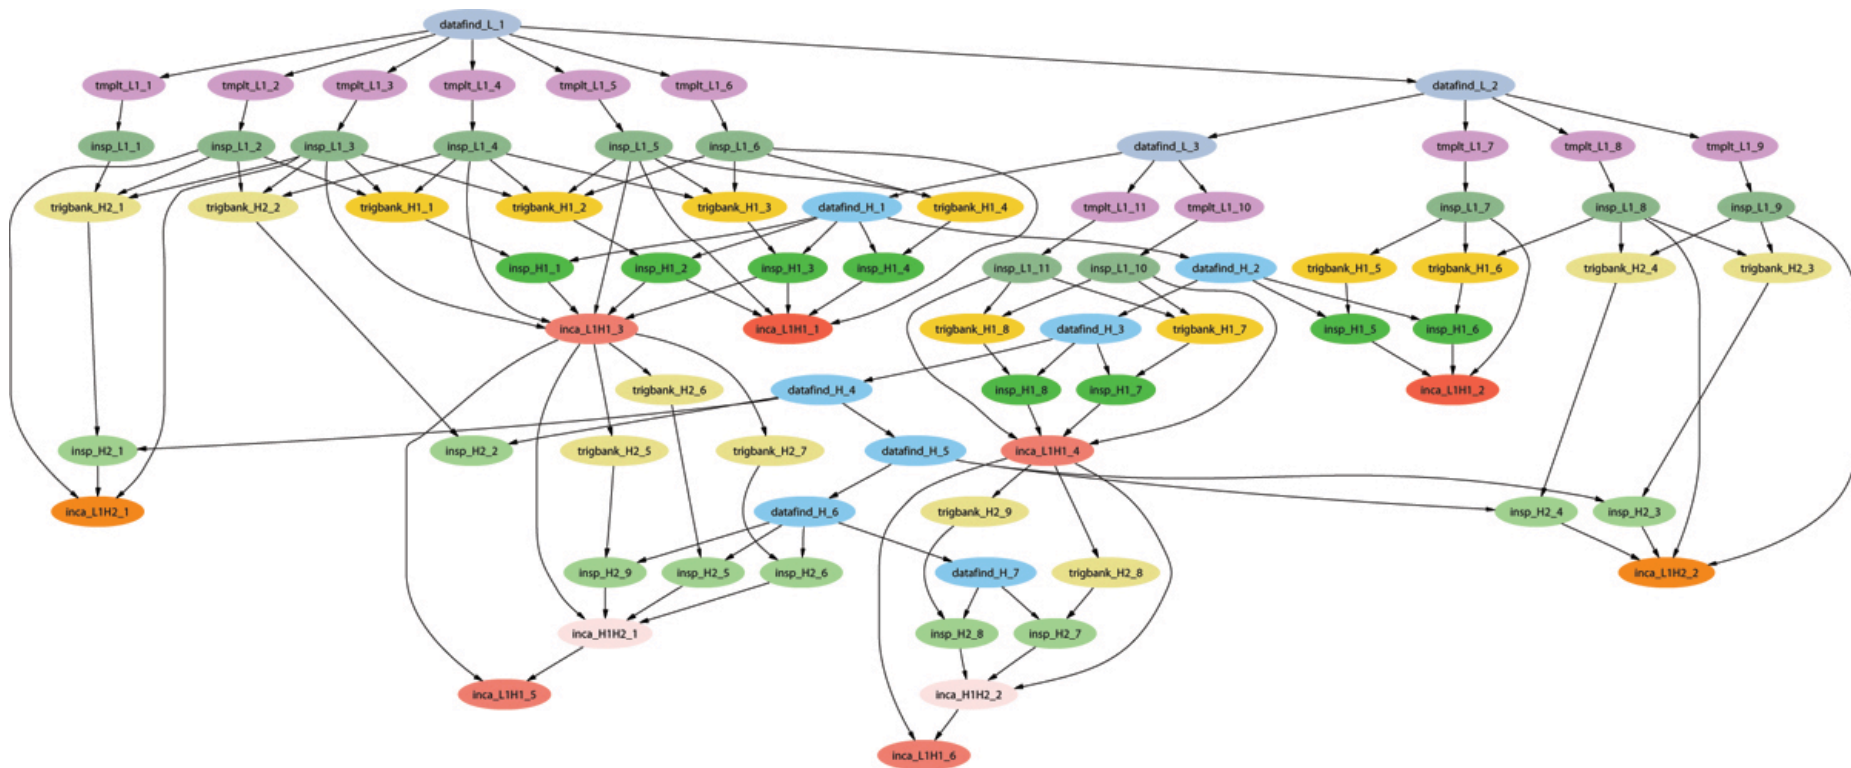 datafind_L_1
tmplt_L1_1 tmplt_L1_2 tmplt_L1_3 tmplt_L1_4 tmplt_L1_5 tmplt_L1_6 datafind_L_2
insp_L1_1 insp_L1_2 insp_L1_3 insp_L1_4 insp_L1_5 insp_L1_6 datafind_L_3 tmplt_L1_7 tmplt_L1_8 tmplt_L1_9
trigbank_H2_1 trigbank_H2_2 trigbank_H1_1 trigbank_H1_2 trigbank_H1_3 datafind_H_1 trigbank_H1_4 tmplt_L1_11 tmplt_L1_10 insp_L1_7 insp_L1_8 insp_L1_9
insp_H1_1 insp_H1_2 insp_H1_3 insp_H1_4 insp_L1_11 insp_L1_10 datafind_H_2 trigbank_H1_5 trigbank_H1_6 trigbank_H2_4 trigbank_H2_3
inca_L1H1_3 inca_L1H1_1 trigbank_H1_8 datafind_H_3 trigbank_H1_7 insp_H1_5 insp_H1_6
trigbank_H2_6 datafind_H_4 insp_H1_8 insp_H1_7 inca_L1H1_2
insp_H2_1 insp_H2_2 trigbank_H2_5 trigbank_H2_7 datafind_H_5 inca_L1H1_4
inca_L1H2_1 datafind_H_6 trigbank_H2_9 insp_H2_4 insp_H2_3
insp_H2_9 insp_H2_5 insp_H2_6 datafind_H_7 trigbank_H2_8 inca_L1H2_2
inca_H1H2_1 insp_H2_8 insp_H2_7
inca_L1H1_5 inca_H1H2_2
inca_L1H1_6